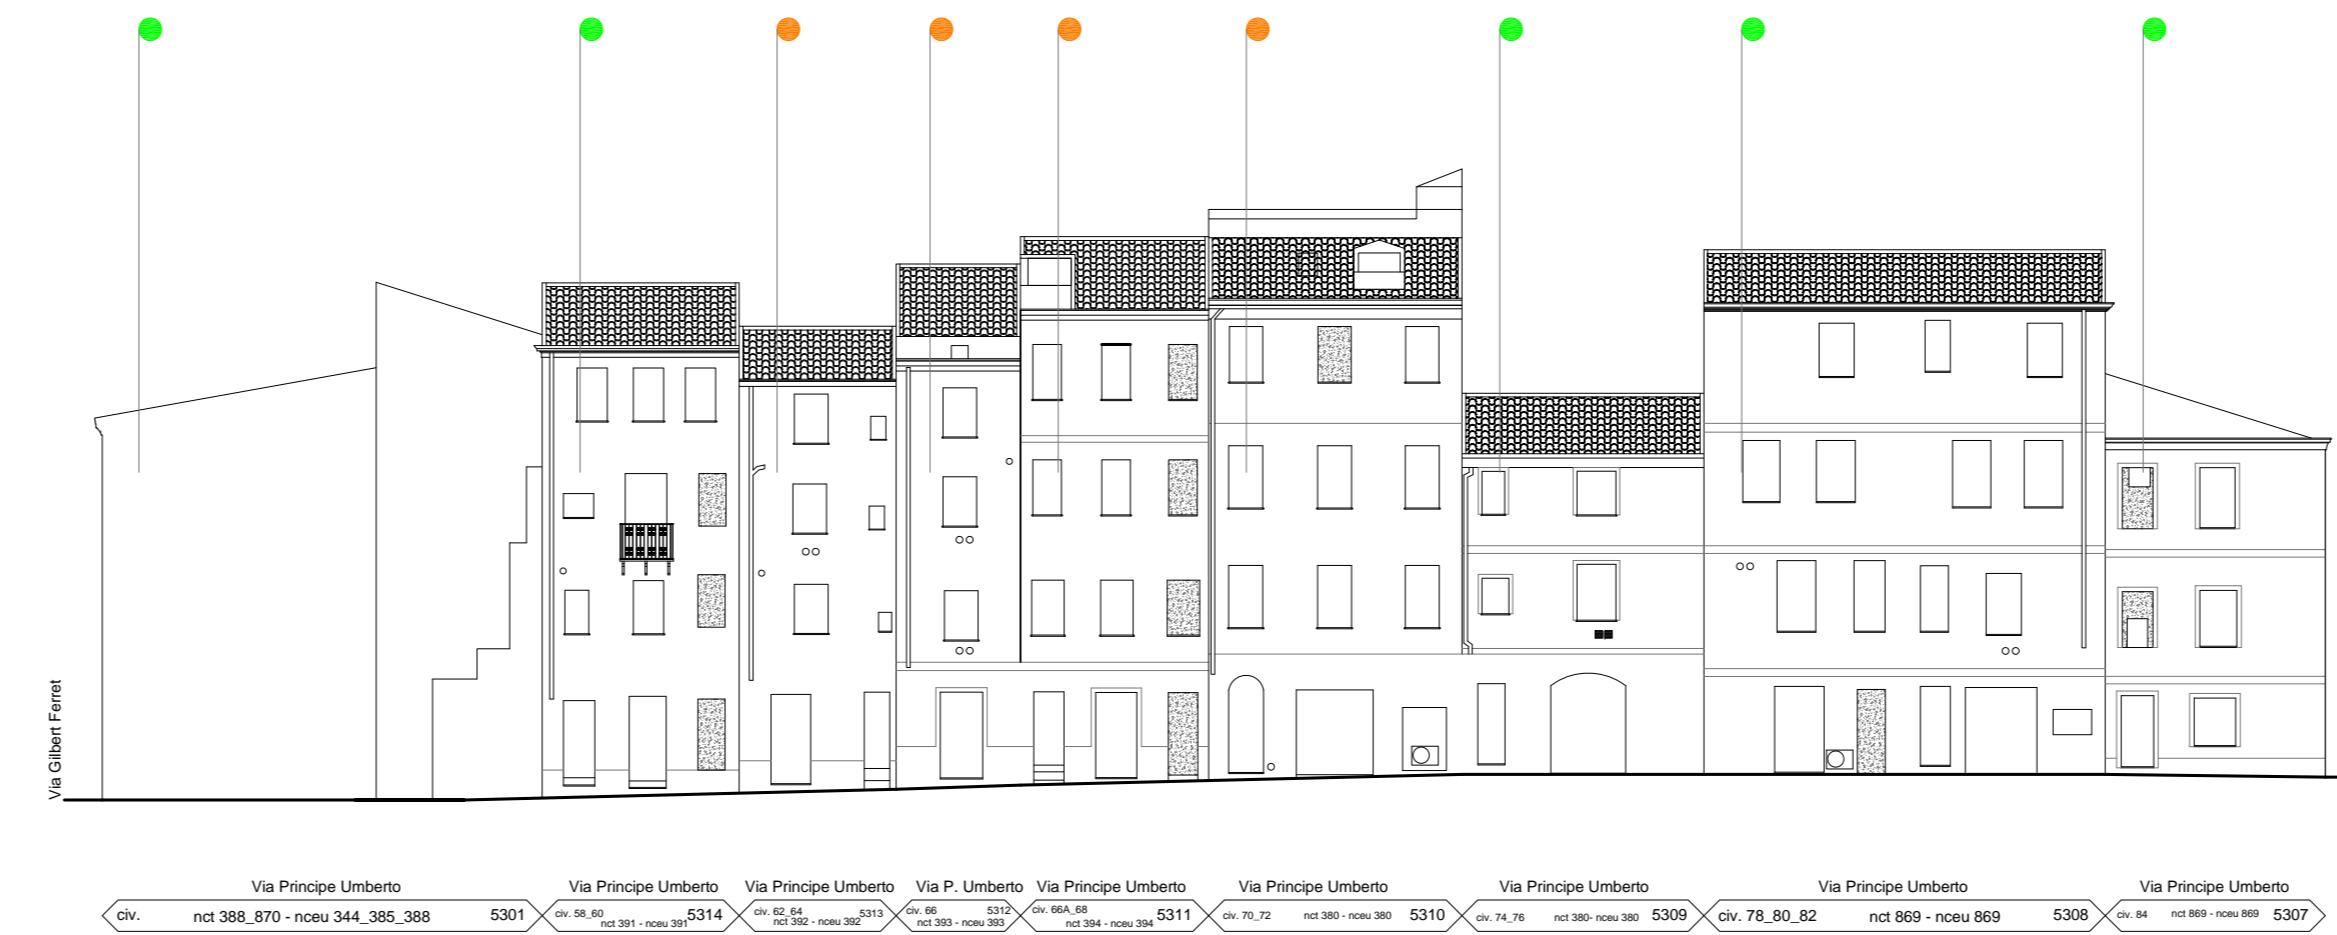 Via Gilbert Ferret
Via Principe Umberto
civ. nct 388_870 - nceu 344_385_388 5301
Via Principe Umberto
civ. 58_60 5314
nct 391 - nceu 391
Via Principe Umberto
civ. 62_64 5313
nct 392 - nceu 392
Via P. Umberto
civ. 66 5312
nct 393 - nceu 393
Via Principe Umberto
civ. 66A_68 5311
nct 394 - nceu 394
Via Principe Umberto
civ. 70_72 nct 380 - nceu 380 5310
Via Principe Umberto
civ. 74_76 nct 380- nceu 380 5309
Via Principe Umberto
civ. 78_80_82 nct 869 - nceu 869 5308
Via Principe Umberto
civ. 84 nct 869 - nceu 869 5307